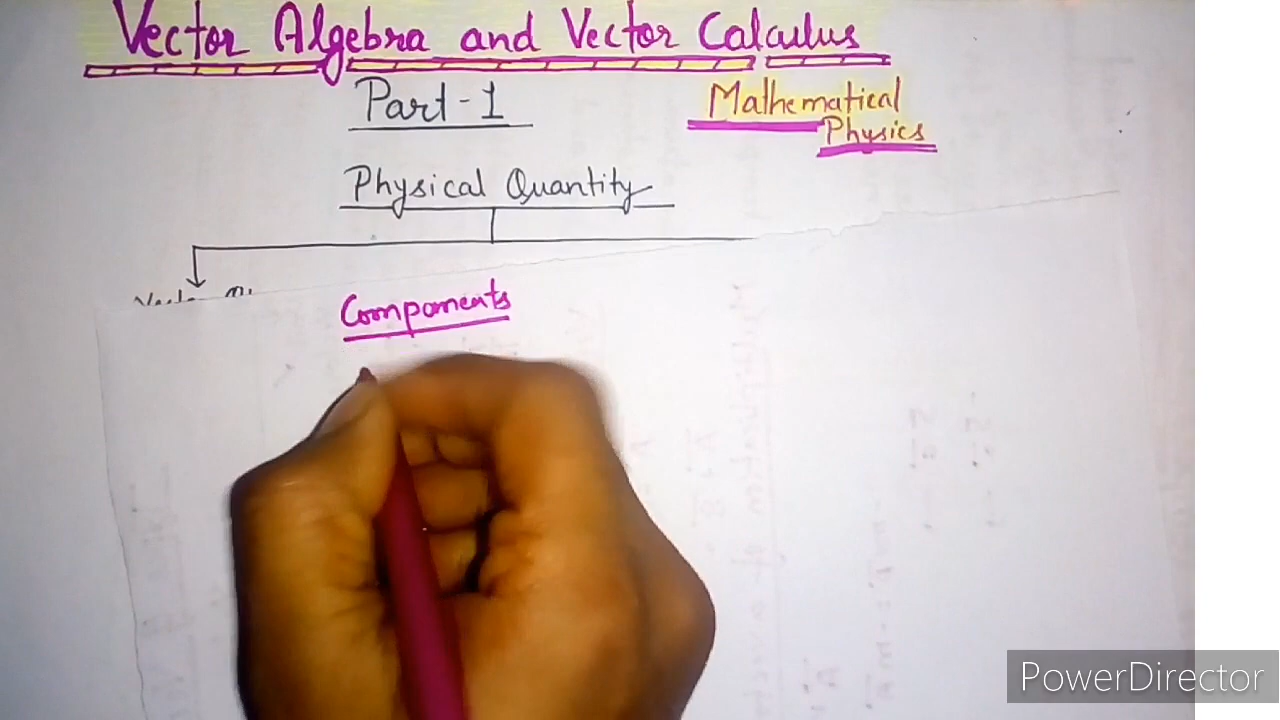 Vector Algebra and Vector Calculus
Part-1
Mathematical
Physics
Physical Quantity
Components
PowerDirector